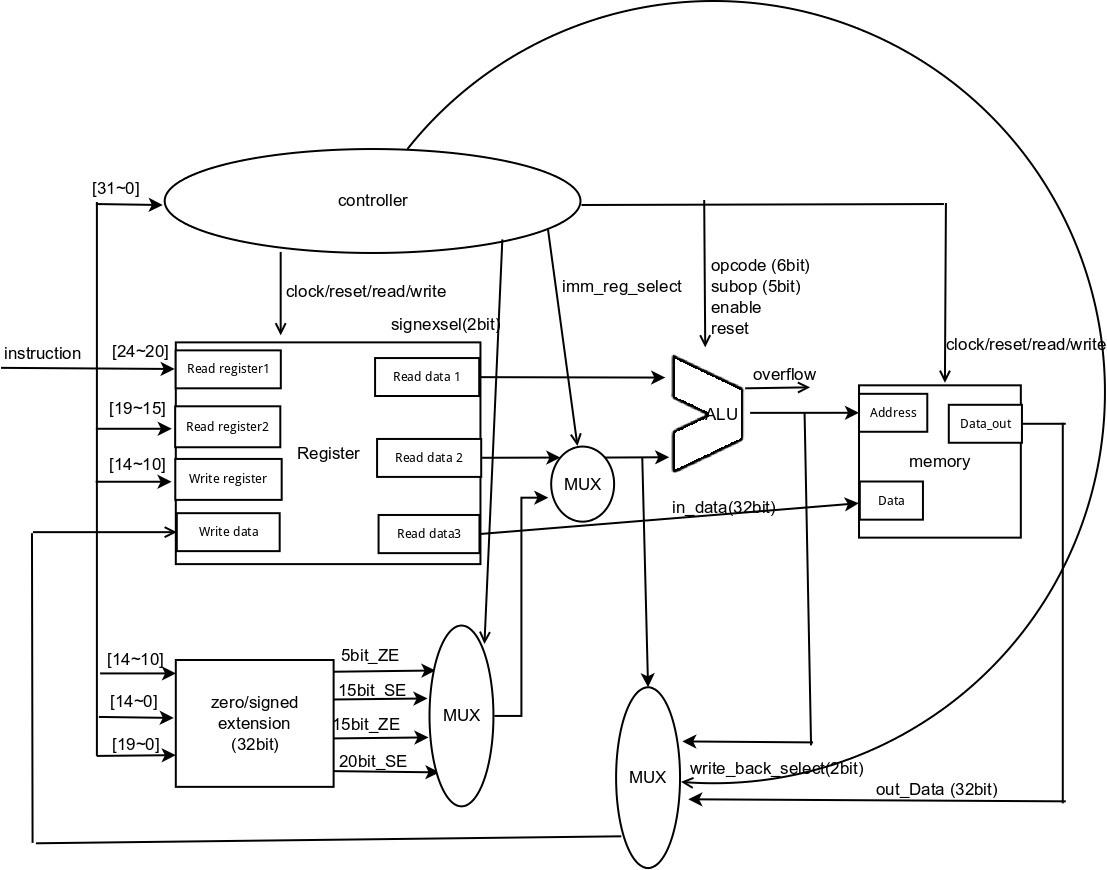 controller
[31~0]
clock/reset/read/write
signexsel(2bit)
imm_reg_select
opcode (6bit)
subop (5bit)
enable
reset
clock/reset/read/write
instruction
[24~20]
[19~15]
[14~10]
Read register1
Read register2
Write register
Write data
Register
Read data 1
Read data 2
Read data3
MUX
ALU
overflow
in_data(32bit)
Address
Data_out
memory
Data
[14~10]
[14~0]
[19~0]
zero/signed
extension
(32bit)
5bit_ZE
15bit_SE
15bit_ZE
20bit_SE
MUX
MUX
write_back_select(2bit)
out_Data (32bit)